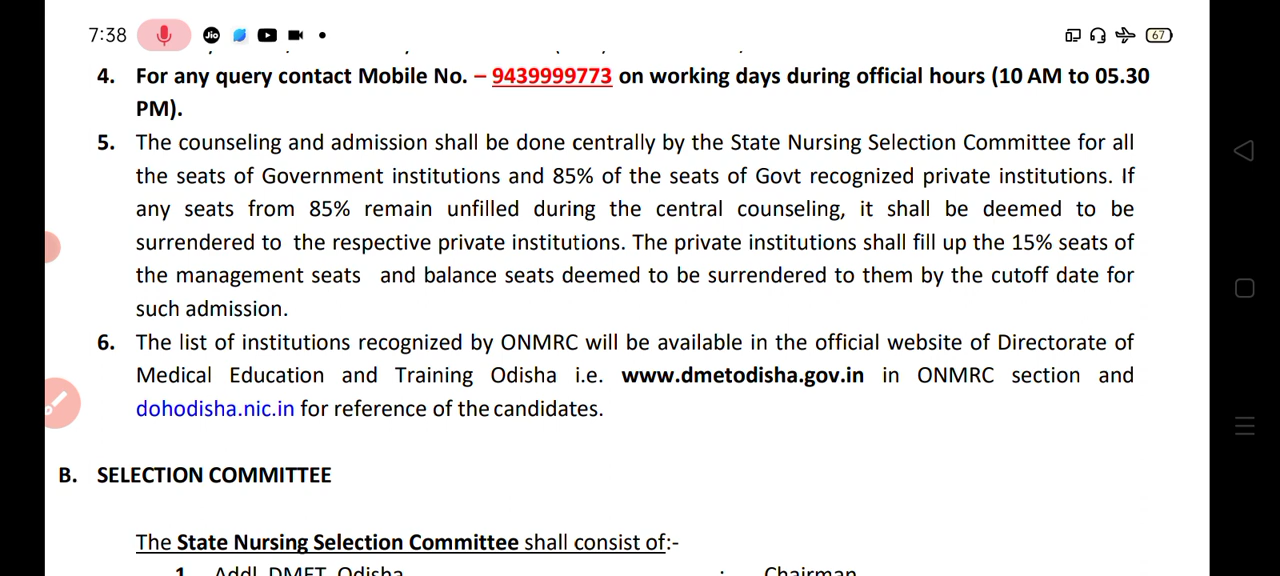 7:38
Jio
67
4. For any query contact Mobile No. – 9439999773 on working days during official hours (10 AM to 05.30
PM).
5. The counseling and admission shall be done centrally by the State Nursing Selection Committee for all
the seats of Government institutions and 85% of the seats of Govt recognized private institutions. If
any seats from 85% remain unfilled during the central counseling, it shall be deemed to be
surrendered to the respective private institutions. The private institutions shall fill up the 15% seats of
the management seats and balance seats deemed to be surrendered to them by the cutoff date for
such admission.
6. The list of institutions recognized by ONMRC will be available in the official website of Directorate of
Medical Education and Training Odisha i.e. www.dmetodisha.gov.in in ONMRC section and
dohodisha.nic.in for reference of the candidates.
B. SELECTION COMMITTEE
The State Nursing Selection Committee shall consist of:-
1. Addl. DMET, Odisha : Chairman